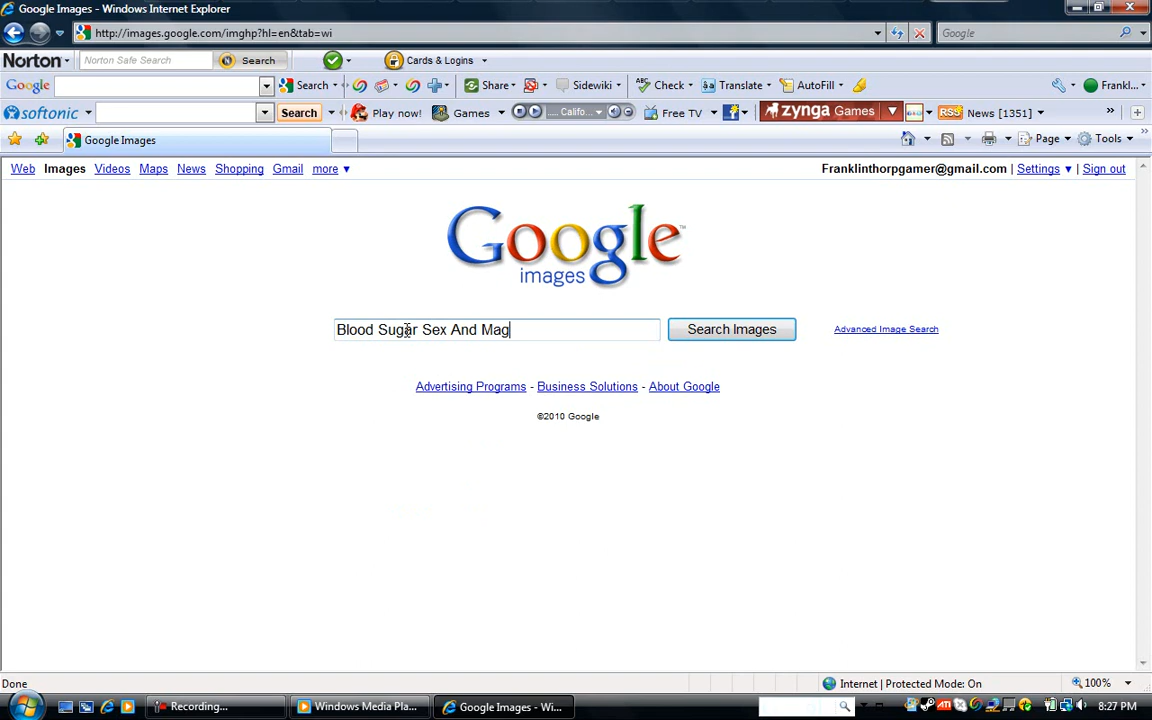 Google Images - Windows Internet Explorer
http://images.google.com/imghp?hl=en&tab=wi
Google
Norton
Norton Safe Search
Search
Cards & Logins
Google
Search
Share
Sidewiki
Check
Translate
AutoFill
Frankl...
softonic
Search
Play now!
Games
Califo...
Free TV
zynga Games
RSS
News [1351]
Google Images
Page
Tools
Web Images Videos Maps News Shopping Gmail more
Franklinthorpgamer@gmail.com | Settings | Sign out
Google
images
Blood Sugar Sex And Mag
Search Images
Advanced Image Search
Advertising Programs - Business Solutions - About Google
©2010 Google
Done
Internet | Protected Mode: On
100%
Recording...
Windows Media Pla...
Google Images - Wi...
8:27 PM